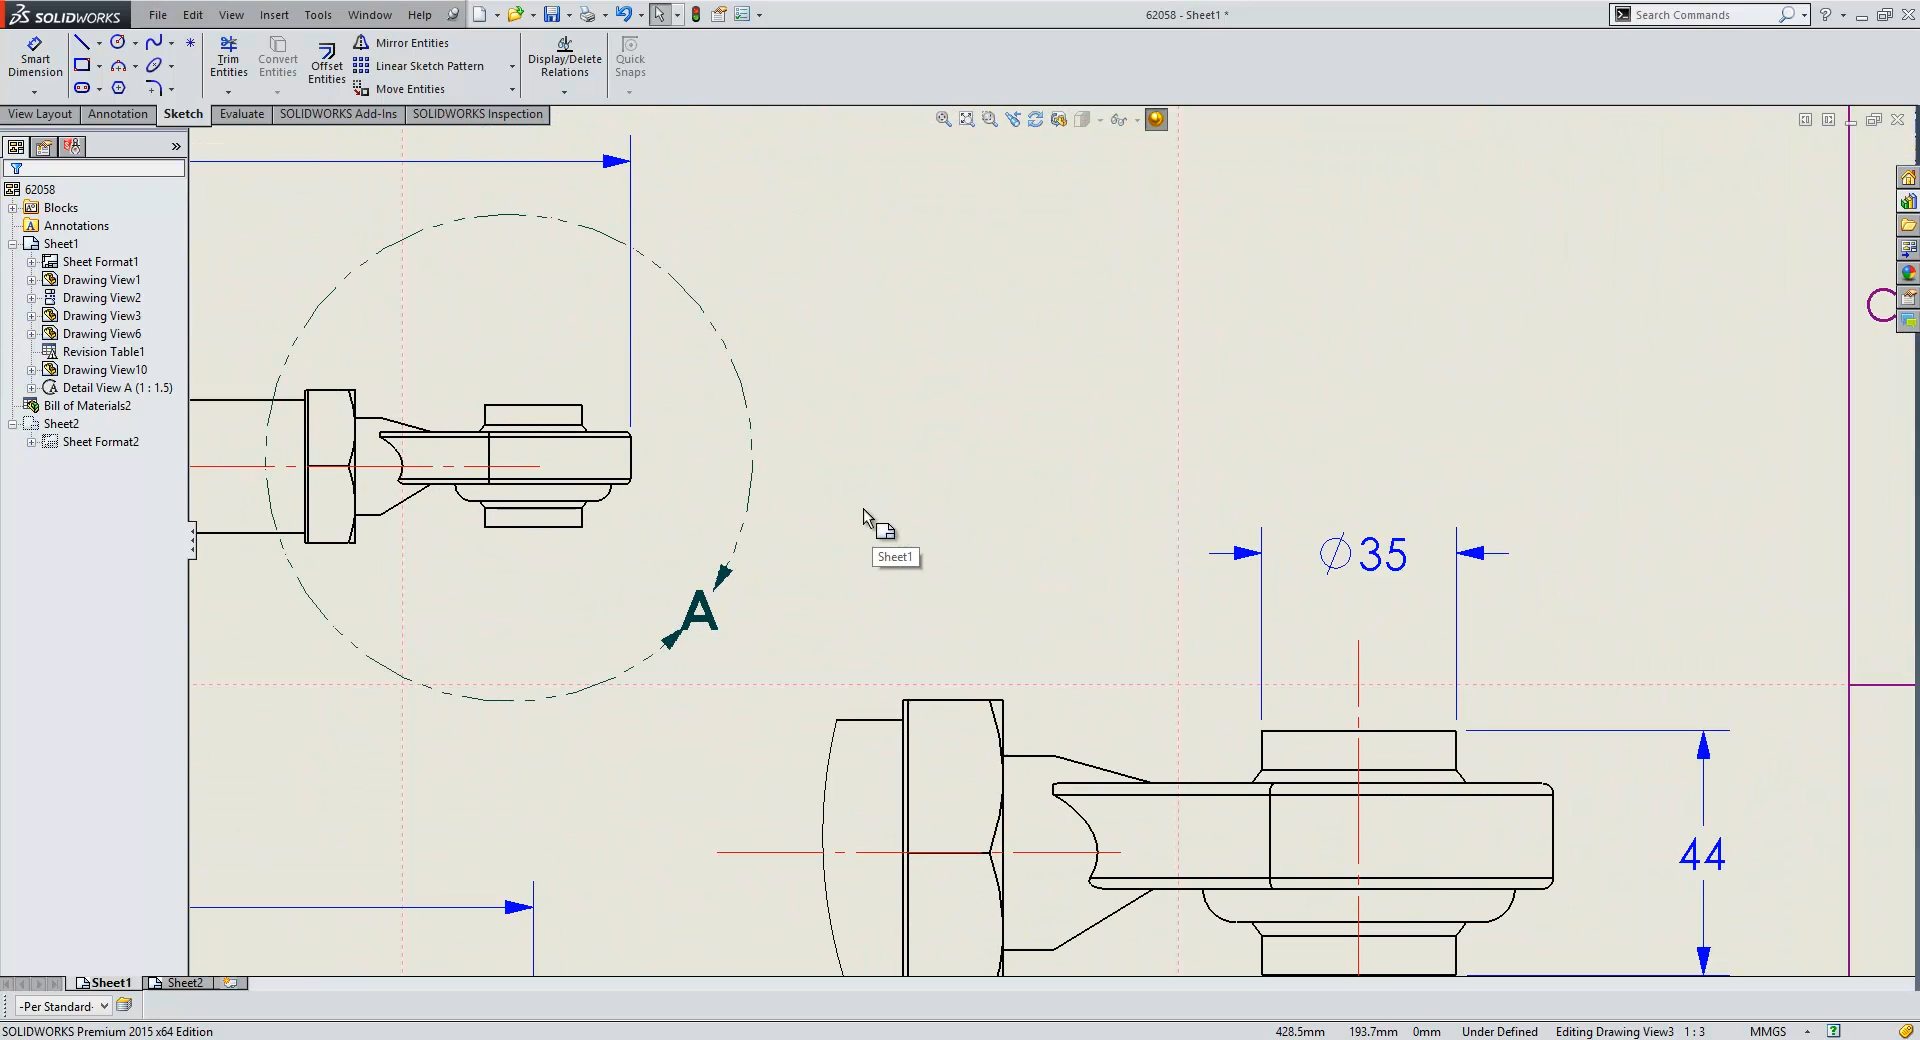 SOLIDWORKS
File Edit View Insert Tools Window Help
62058 - Sheet1 *
Search Commands
Smart Dimension
Trim Entities
Convert Entities
Offset Entities
Mirror Entities
Linear Sketch Pattern
Move Entities
Display/Delete Relations
Quick Snaps
View Layout Annotation Sketch Evaluate SOLIDWORKS Add-Ins SOLIDWORKS Inspection
62058
Blocks
Annotations
Sheet1
Sheet Format1
Drawing View1
Drawing View2
Drawing View3
Drawing View6
Revision Table1
Drawing View10
Detail View A (1 : 1.5)
Bill of Materials2
Sheet2
Sheet Format2
C
Sheet1
∅35
A
44
Sheet1 Sheet2
-Per Standard-
SOLIDWORKS Premium 2015 x64 Edition
428.5mm 193.7mm 0mm Under Defined Editing Drawing View3 1 : 3 MMGS